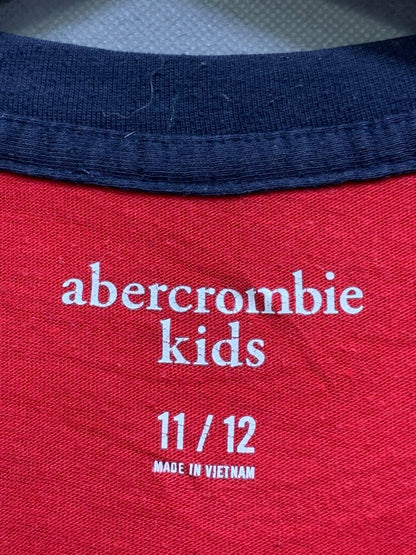 abercrombie
kids
11 / 12
MADE IN VIETNAM